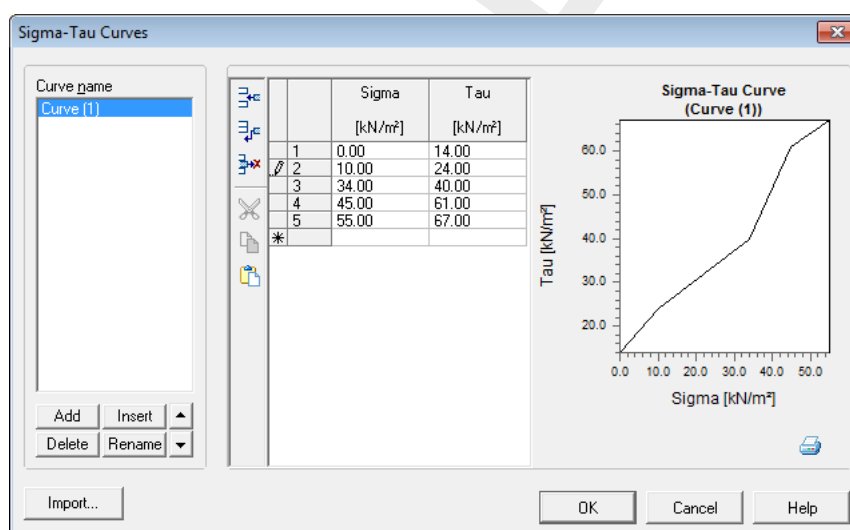 Sigma-Tau Curves
Curve name
Curve (1)
Add Insert
Delete Rename
Import...
Sigma Tau
[kN/m²] [kN/m²]
1 0.00 14.00
2 10.00 24.00
3 34.00 40.00
4 45.00 61.00
5 55.00 67.00
*
Sigma-Tau Curve
(Curve (1))
Tau [kN/m²]
60.0
50.0
40.0
30.0
20.0
0.0 10.0 20.0 30.0 40.0 50.0
Sigma [kN/m²]
OK Cancel Help